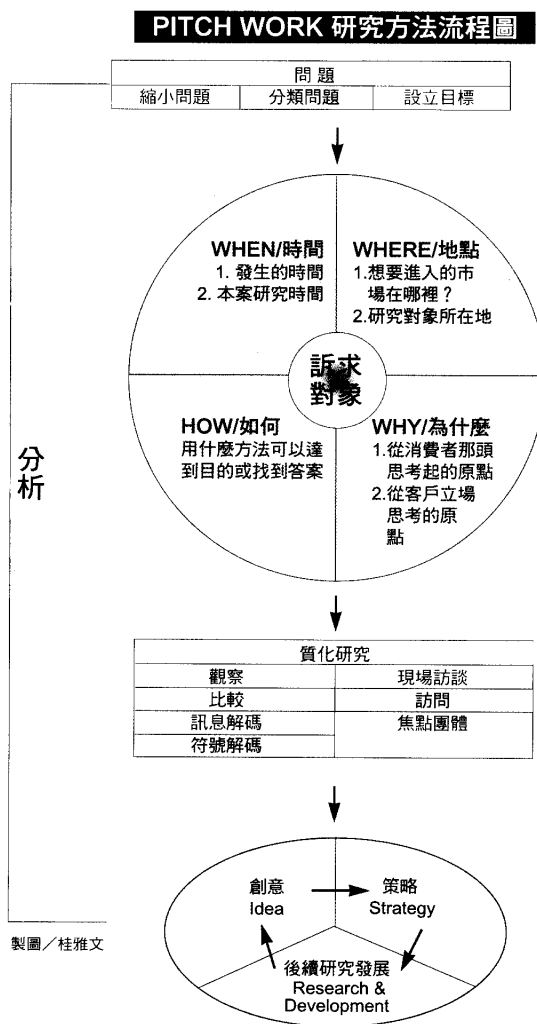 PITCH WORK 研究方法流程圖
問題
縮小問題 分類問題 設立目標
WHEN/時間
1. 發生的時間
2. 本案研究時間
WHERE/地點
1.想要進入的市
場在哪裡？
2.研究對象所在地
訴求
對象
HOW/如何
用什麼方法可以達
到目的或找到答案
WHY/為什麼
1.從消費者那頭
思考起的原點
2.從客戶立場
思考的原
點
分析
質化研究
觀察 現場訪談
比較 訪問
訊息解碼 焦點團體
符號解碼
創意
Idea
策略
Strategy
後續研究發展
Research &
Development
製圖／桂雅文